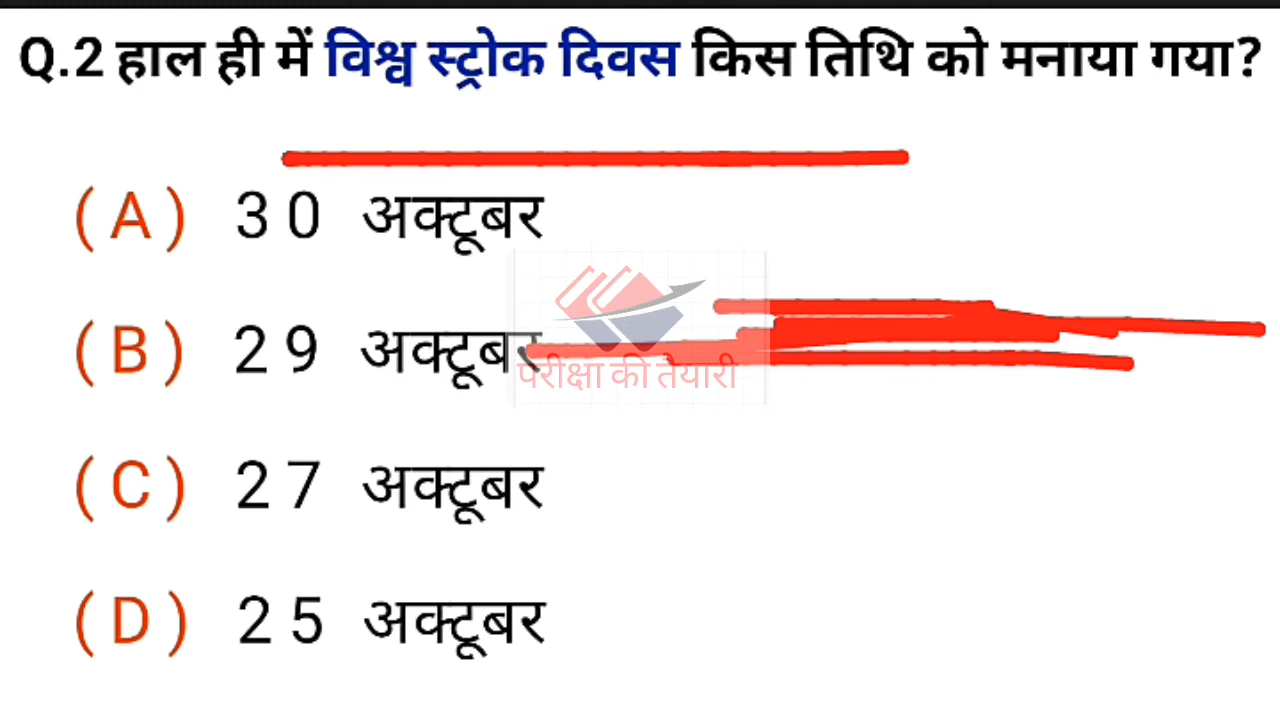 Q.2 हाल ही में विश्व स्ट्रोक दिवस किस तिथि को मनाया गया?
(A) 30 अक्टूबर
(B) 29 अक्टूबर
परीक्षा की तैयारी
(C) 27 अक्टूबर
(D) 25 अक्टूबर